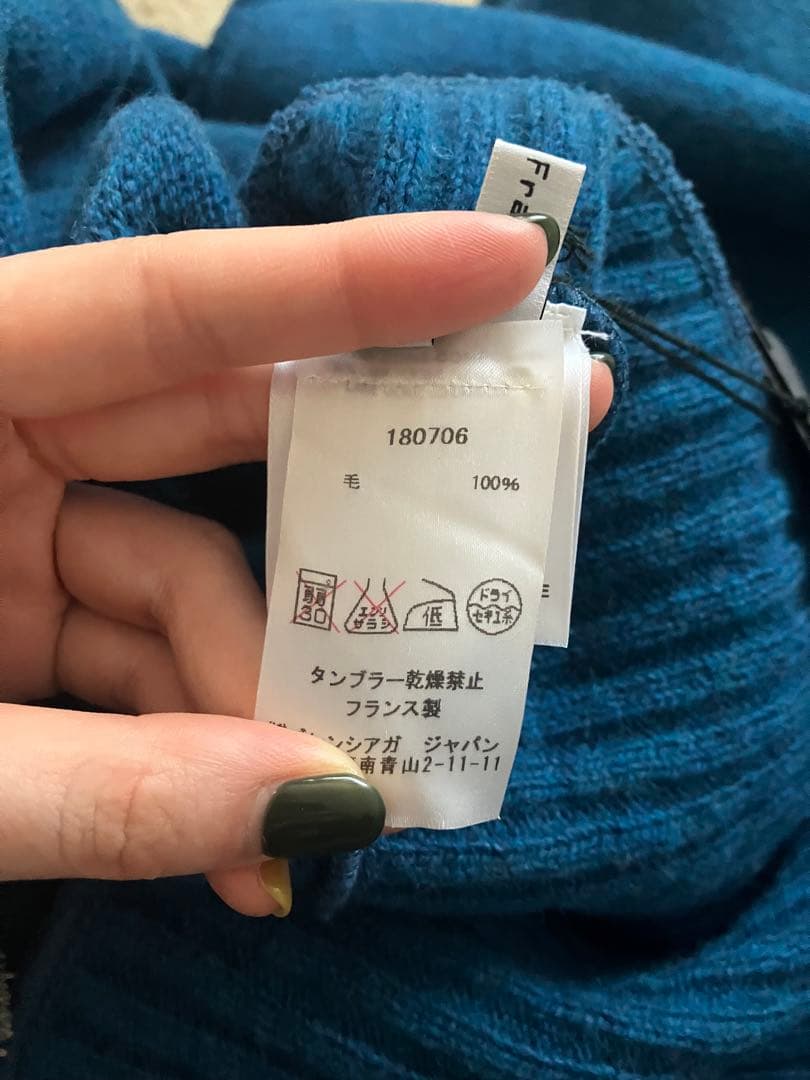 Fra
180706
毛 100%
エンソ
サラシ
低
ドライ
セキユ系
タンブラー乾燥禁止
フランス製
レンシアガ ジャパン
南青山2-11-11